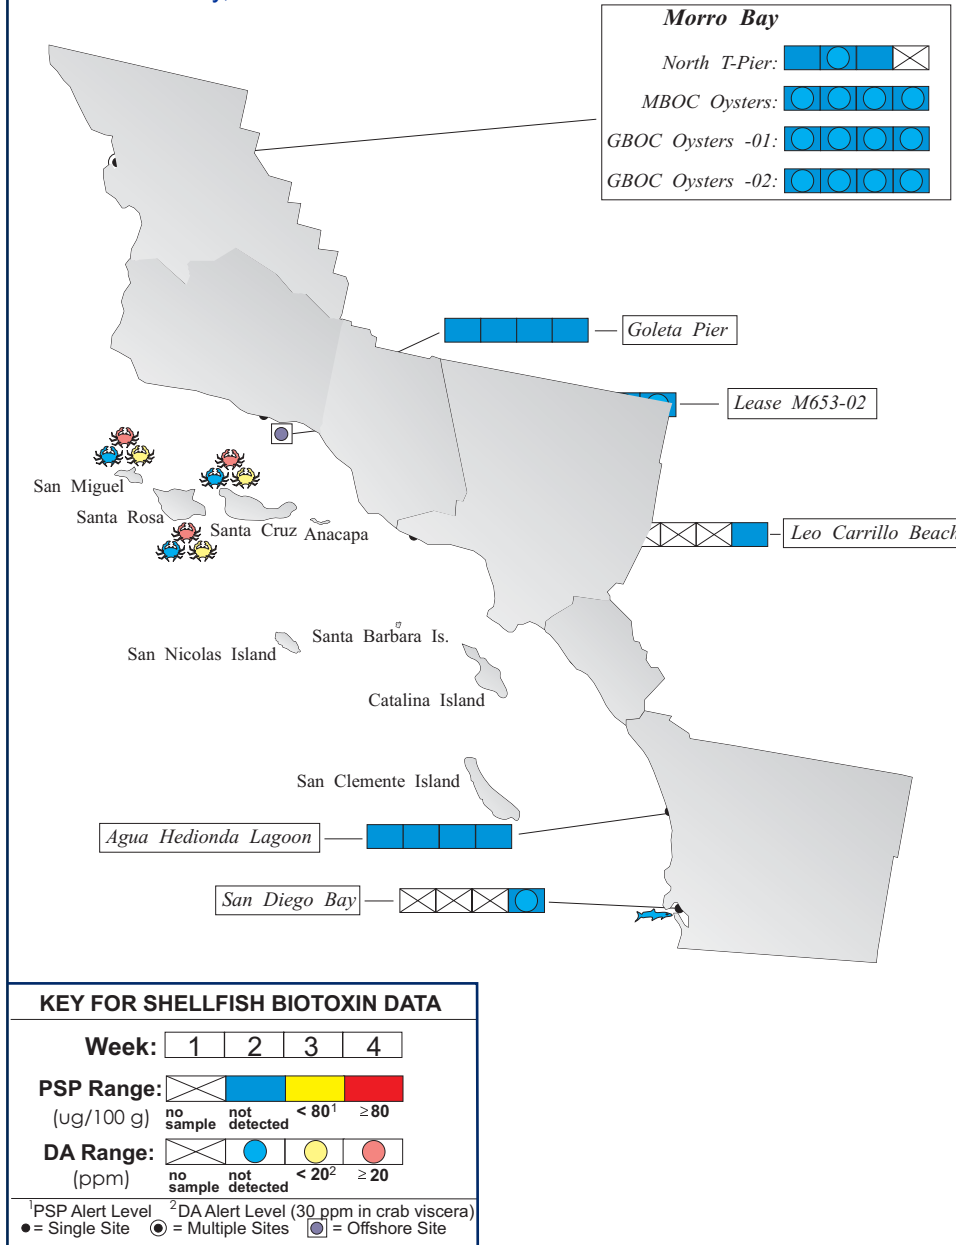 Morro Bay
North T-Pier:
MBOC Oysters:
GBOC Oysters -01:
GBOC Oysters -02:
Goleta Pier
Lease M653-02
San Miguel
Santa Rosa
Santa Cruz
Anacapa
Leo Carrillo Beach
Santa Barbara Is.
San Nicolas Island
Catalina Island
San Clemente Island
Agua Hedionda Lagoon
San Diego Bay
KEY FOR SHELLFISH BIOTOXIN DATA
Week: 1 2 3 4
PSP Range:
(ug/100 g) no sample not detected < 80¹ ≥80
DA Range:
(ppm) no sample not detected < 20² ≥ 20
¹PSP Alert Level ²DA Alert Level (30 ppm in crab viscera)
= Single Site = Multiple Sites = Offshore Site